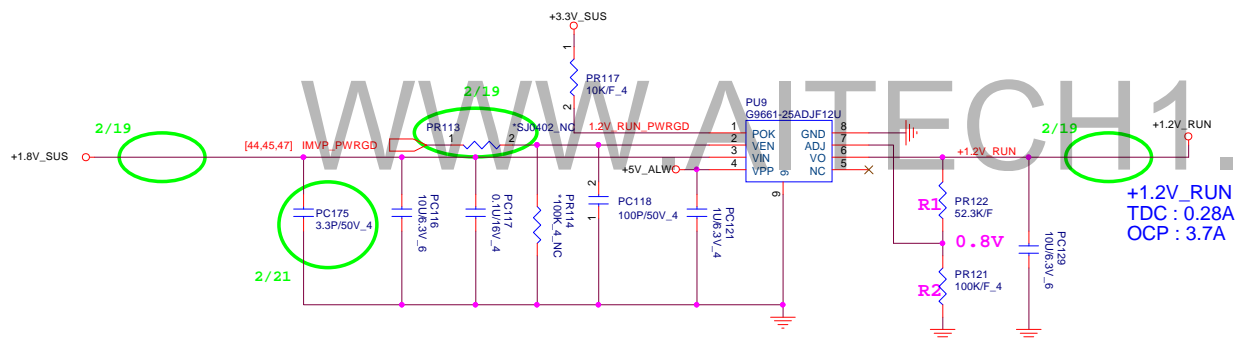 +3.3V_SUS
WWW.AITECH1.
1
2
PR117
10K/F_4
2/19
PR113
1
2
*SJ0402_NC
1.2V_RUN_PWRGD
PU9
G9661-25ADJF12U
1
2
3
4
POK
VEN
VIN
VPP
GND
ADJ
VO
NC
8
7
6
5
9
9
2/19
+1.8V_SUS
[44,45,47] IMVP_PWRGD
+5V_ALW
+1.2V_RUN
2/19
+1.2V_RUN
+1.2V_RUN
TDC : 0.28A
OCP : 3.7A
PC175
3.3P/50V_4
2/21
PC116
10U/6.3V_6
PC117
0.1U/16V_4
PR114
*100K_4_NC
2
1
PC118
100P/50V_4
PC121
1U/6.3V_4
R1
PR122
52.3K/F
0.8V
R2
PR121
100K/F_4
PC129
10U/6.3V_6